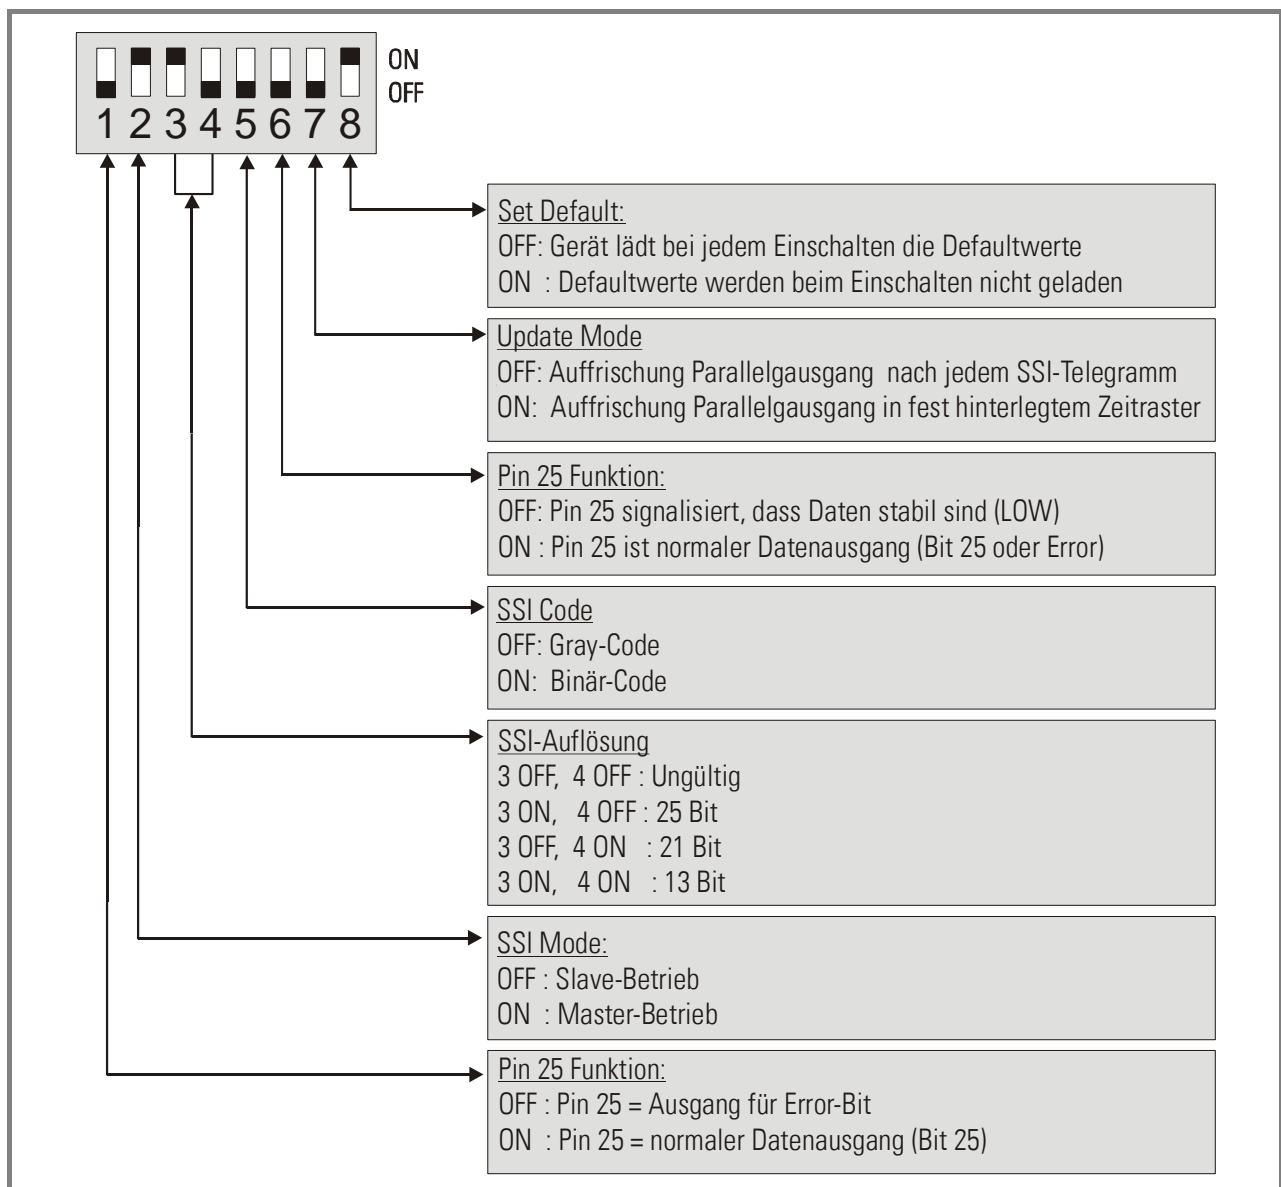 ON
OFF
1 2 3 4 5 6 7 8
Set Default:
OFF: Gerät lädt bei jedem Einschalten die Defaultwerte
ON : Defaultwerte werden beim Einschalten nicht geladen
Update Mode
OFF: Auffrischung Parallelgausgang nach jedem SSI-Telegramm
ON: Auffrischung Parallelgausgang in fest hinterlegtem Zeitraster
Pin 25 Funktion:
OFF: Pin 25 signalisiert, dass Daten stabil sind (LOW)
ON : Pin 25 ist normaler Datenausgang (Bit 25 oder Error)
SSI Code
OFF: Gray-Code
ON: Binär-Code
SSI-Auflösung
3 OFF, 4 OFF : Ungültig
3 ON, 4 OFF : 25 Bit
3 OFF, 4 ON : 21 Bit
3 ON, 4 ON : 13 Bit
SSI Mode:
OFF : Slave-Betrieb
ON : Master-Betrieb
Pin 25 Funktion:
OFF : Pin 25 = Ausgang für Error-Bit
ON : Pin 25 = normaler Datenausgang (Bit 25)